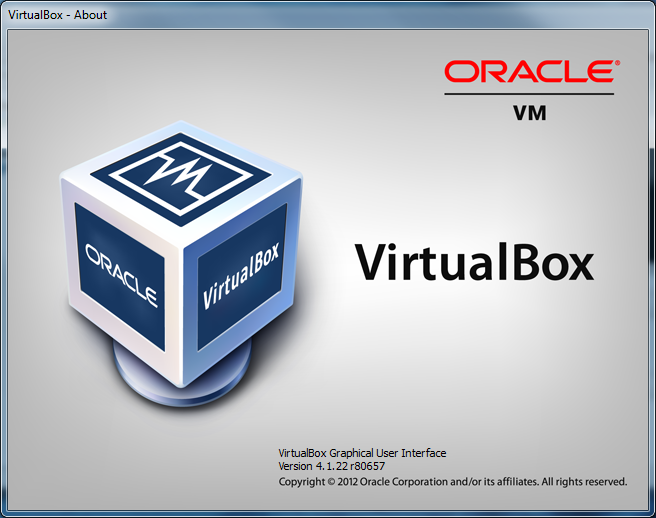 VirtualBox - About
ORACLE®
VM
ORACLE
VirtualBox
VirtualBox
VirtualBox Graphical User Interface
Version 4.1.22 r80657
Copyright © 2012 Oracle Corporation and/or its affiliates. All rights reserved.